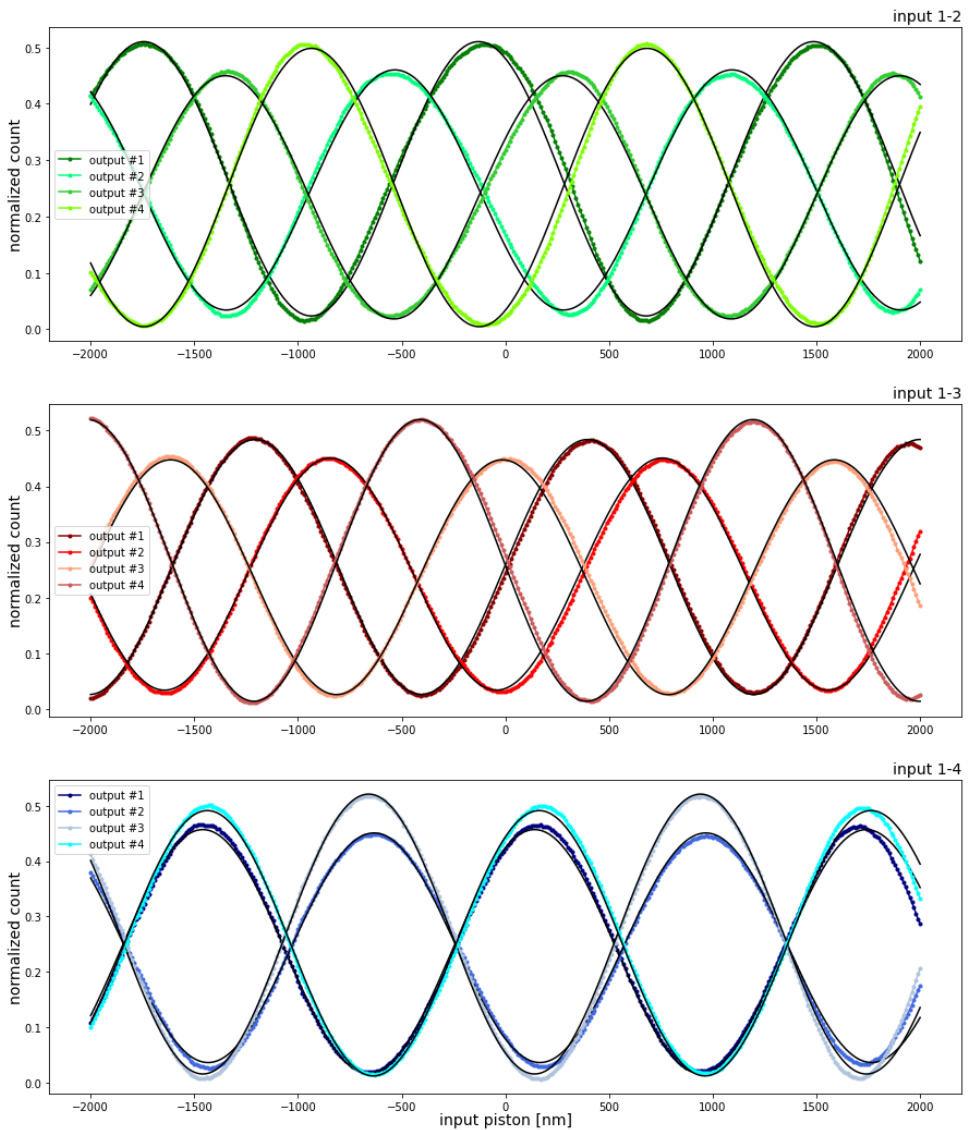 input 1-2
0.5
0.4
0.3
0.2
0.1
0.0
normalized count
output #1
output #2
output #3
output #4
−2000 −1500 −1000 −500 0 500 1000 1500 2000
input 1-3
0.5
0.4
0.3
0.2
0.1
0.0
normalized count
output #1
output #2
output #3
output #4
−2000 −1500 −1000 −500 0 500 1000 1500 2000
input 1-4
0.5
0.4
0.3
0.2
0.1
0.0
normalized count
output #1
output #2
output #3
output #4
−2000 −1500 −1000 −500 0 500 1000 1500 2000
input piston [nm]